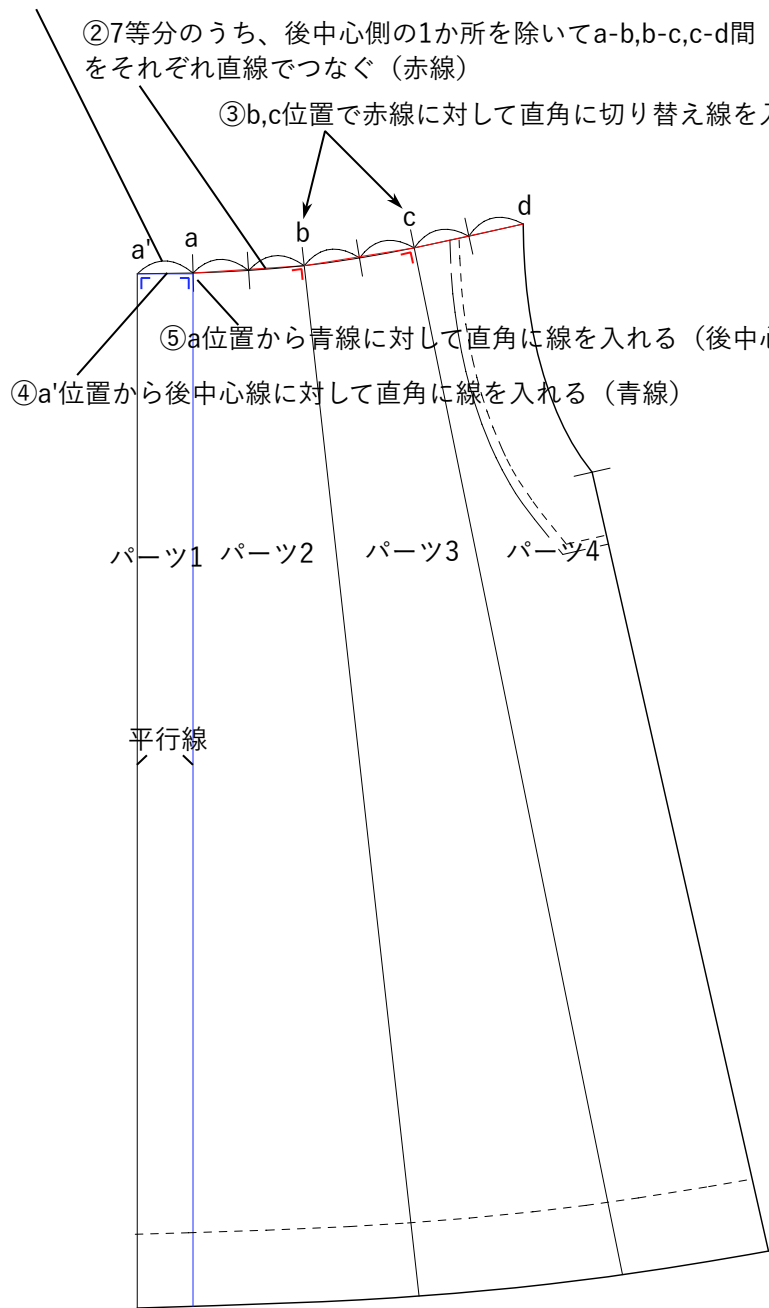 ②7等分のうち、後中心側の1か所を除いてa-b,b-c,c-d間
をそれぞれ直線でつなぐ（赤線）
③b,c位置で赤線に対して直角に切り替え線を
a'
a
b
c
d
⑤a位置から青線に対して直角に線を入れる（後中心
④a'位置から後中心線に対して直角に線を入れる（青線）
パーツ1
パーツ2
パーツ3
パーツ4
平行線